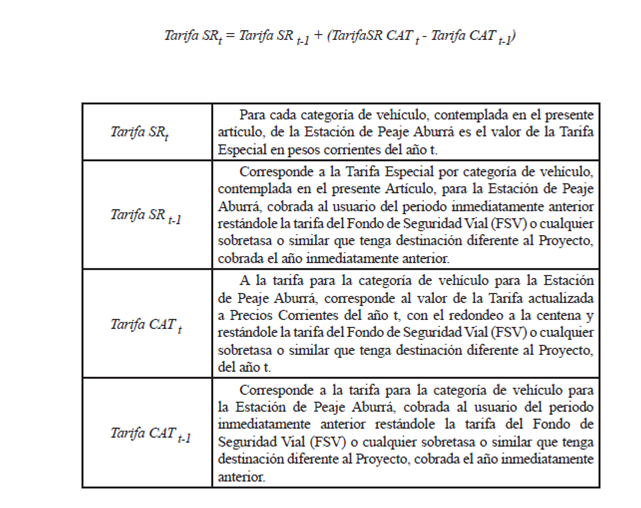 Tarifa SRt = Tarifa SR t-1 + (TarifaSR CAT t - Tarifa CAT t-1)
Tarifa SRt
Para cada categoría de vehículo, contemplada en el presente
artículo, de la Estación de Peaje Aburrá es el valor de la Tarifa
Especial en pesos corrientes del año t.
Tarifa SR t-1
Corresponde a la Tarifa Especial por categoría de vehículo,
contemplada en el presente Artículo, para la Estación de Peaje
Aburrá, cobrada al usuario del periodo inmediatamente anterior
restándole la tarifa del Fondo de Seguridad Vial (FSV) o cualquier
sobretasa o similar que tenga destinación diferente al Proyecto,
cobrada el año inmediatamente anterior.
Tarifa CAT t
A la tarifa para la categoría de vehículo para la Estación
de Peaje Aburrá, corresponde al valor de la Tarifa actualizada
a Precios Corrientes del año t, con el redondeo a la centena y
restándole la tarifa del Fondo de Seguridad Vial (FSV) o cualquier
sobretasa o similar que tenga destinación diferente al Proyecto,
del año t.
Tarifa CAT t-1
Corresponde a la tarifa para la categoría de vehículo para
la Estación de Peaje Aburrá, cobrada al usuario del periodo
inmediatamente anterior restándole la tarifa del Fondo de
Seguridad Vial (FSV) o cualquier sobretasa o similar que tenga
destinación diferente al Proyecto, cobrada el año inmediatamente
anterior.